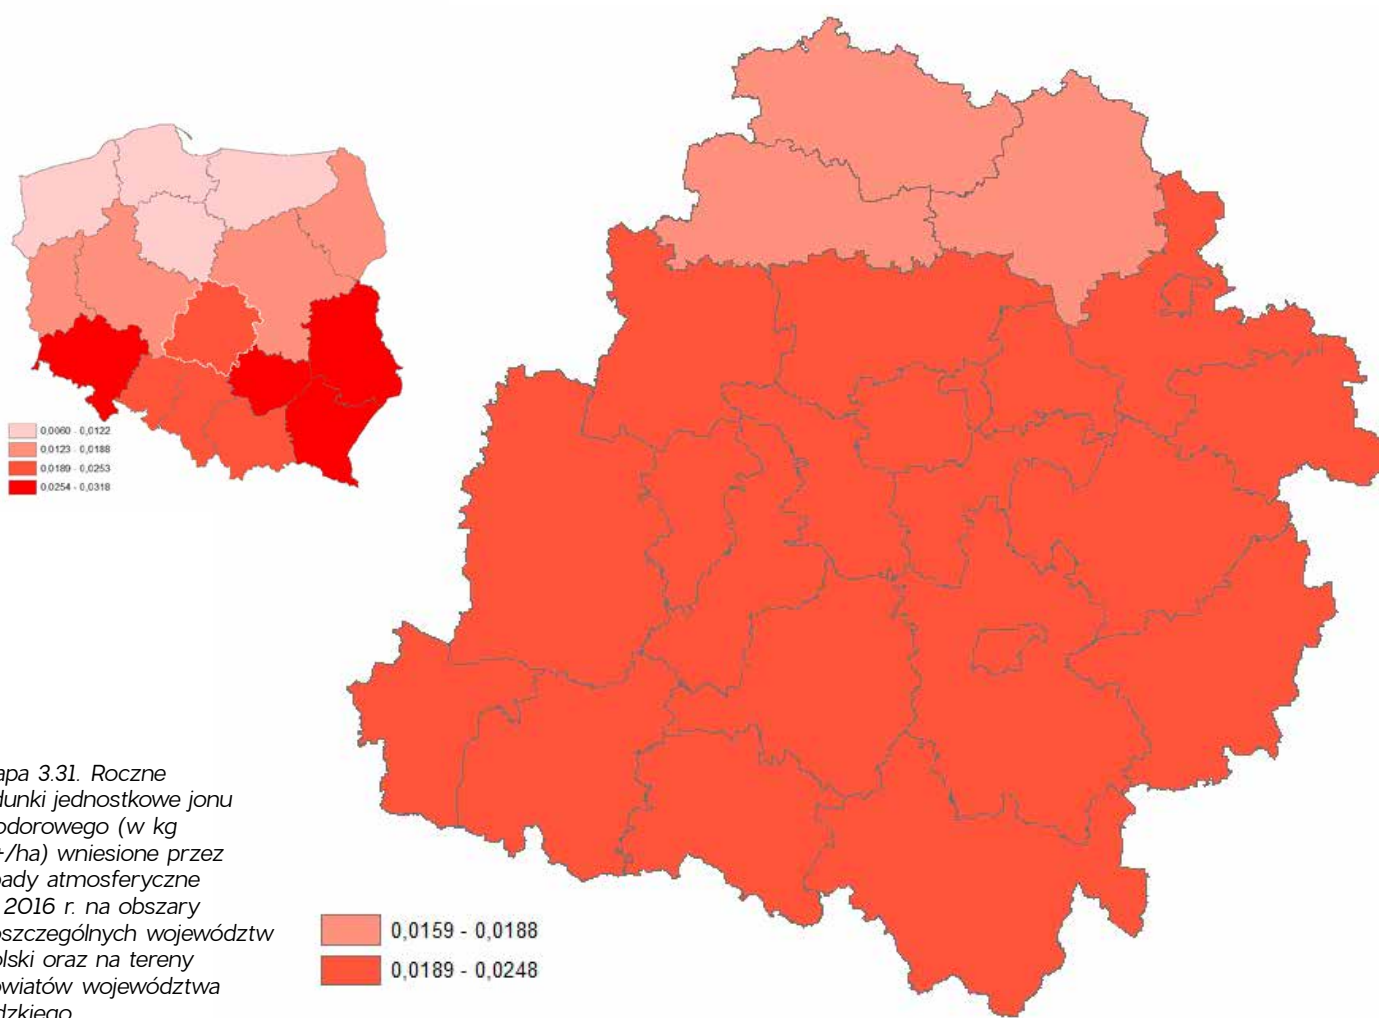 0,0060 - 0,0122
0,0123 - 0,0188
0,0189 - 0,0253
0,0254 - 0,0318
apa 3.31. Roczne
dunki jednostkowe jonu
odorowego (w kg
+/ha) wniesione przez
pady atmosferyczne
2016 r. na obszary
oszczególnych województw
olski oraz na tereny
owiatów województwa
dzkiego
0,0159 - 0,0188
0,0189 - 0,0248